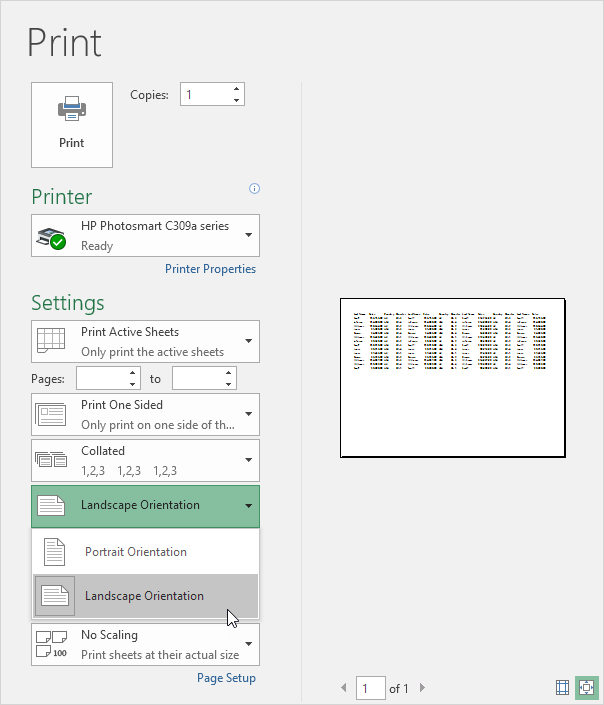 Print
Print
Copies: 1
Printer
HP Photosmart C309a series
Ready
Printer Properties
Settings
Print Active Sheets
Only print the active sheets
Pages: to
Print One Sided
Only print on one side of th...
Collated
1,2,3 1,2,3 1,2,3
Landscape Orientation
Portrait Orientation
Landscape Orientation
No Scaling
100
Print sheets at their actual size
Page Setup
1 of 1